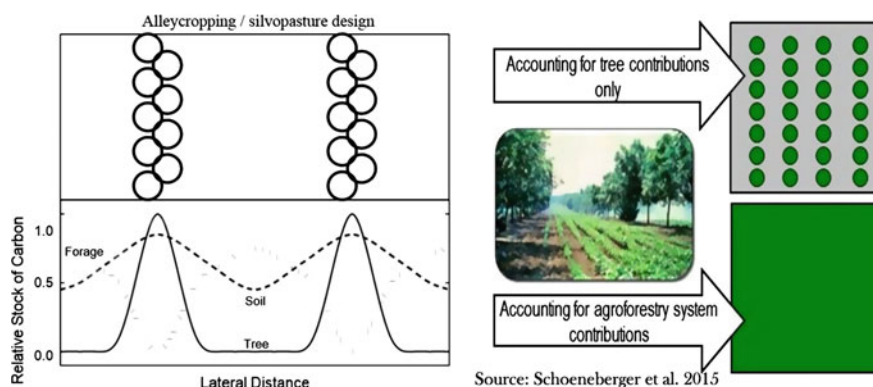 Alleycropping / silvopasture design
Relative Stock of Carbon
1.0
0.5
0.0
Forage
Soil
Tree
Lateral Distance
Accounting for tree contributions
only
Accounting for agroforestry system
contributions
Source: Schoeneberger et al. 2015